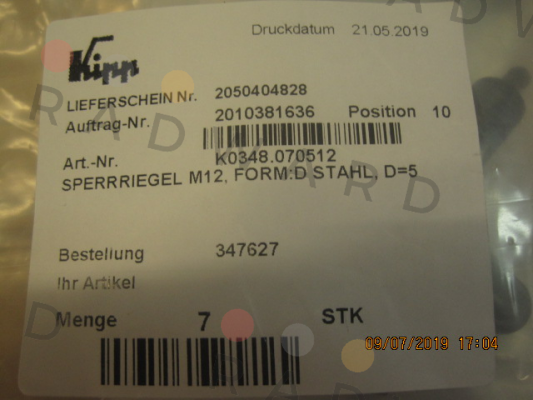 Druckdatum 21.05.2019
Kipp
LIEFERSCHEIN Nr. 2050404828
Auftrag-Nr. 2010381636 Position 10
Art.-Nr. K0348.070512
SPERRRIEGEL M12, FORM:D STAHL, D=5
Bestellung 347627
Ihr Artikel
Menge 7 STK
09/07/2019 17:04